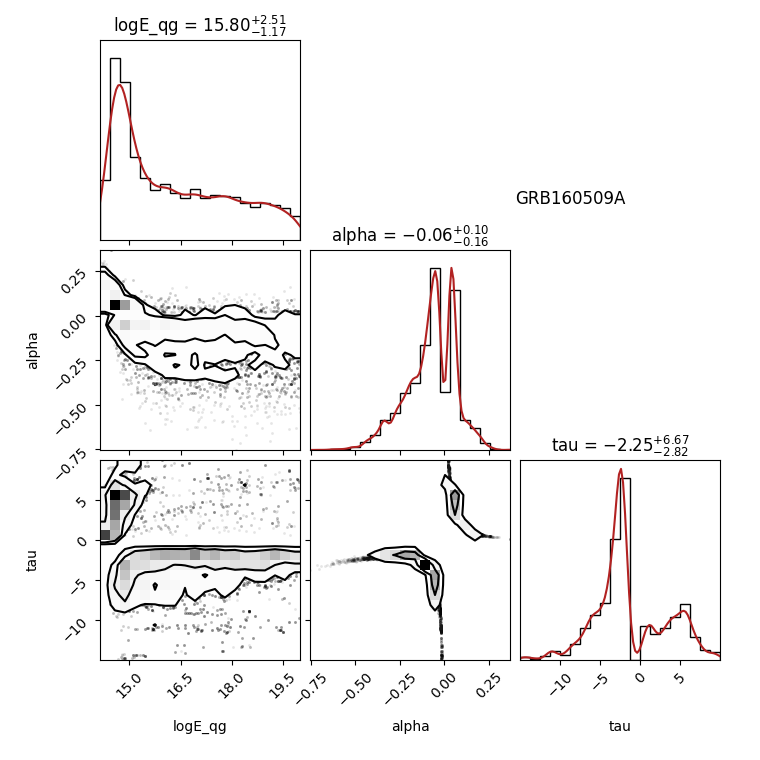 logE_qg = 15.80+2.51−1.17
GRB160509A
alpha = −0.06+0.10−0.16
0.25
0.00
−0.25
−0.50
−0.75
alpha
tau = −2.25+6.67−2.82
5
0
−5
−10
tau
15.0 16.5 18.0 19.5
−0.75 −0.50 −0.25 0.00 0.25
−10 −5 0 5
logE_qg alpha tau